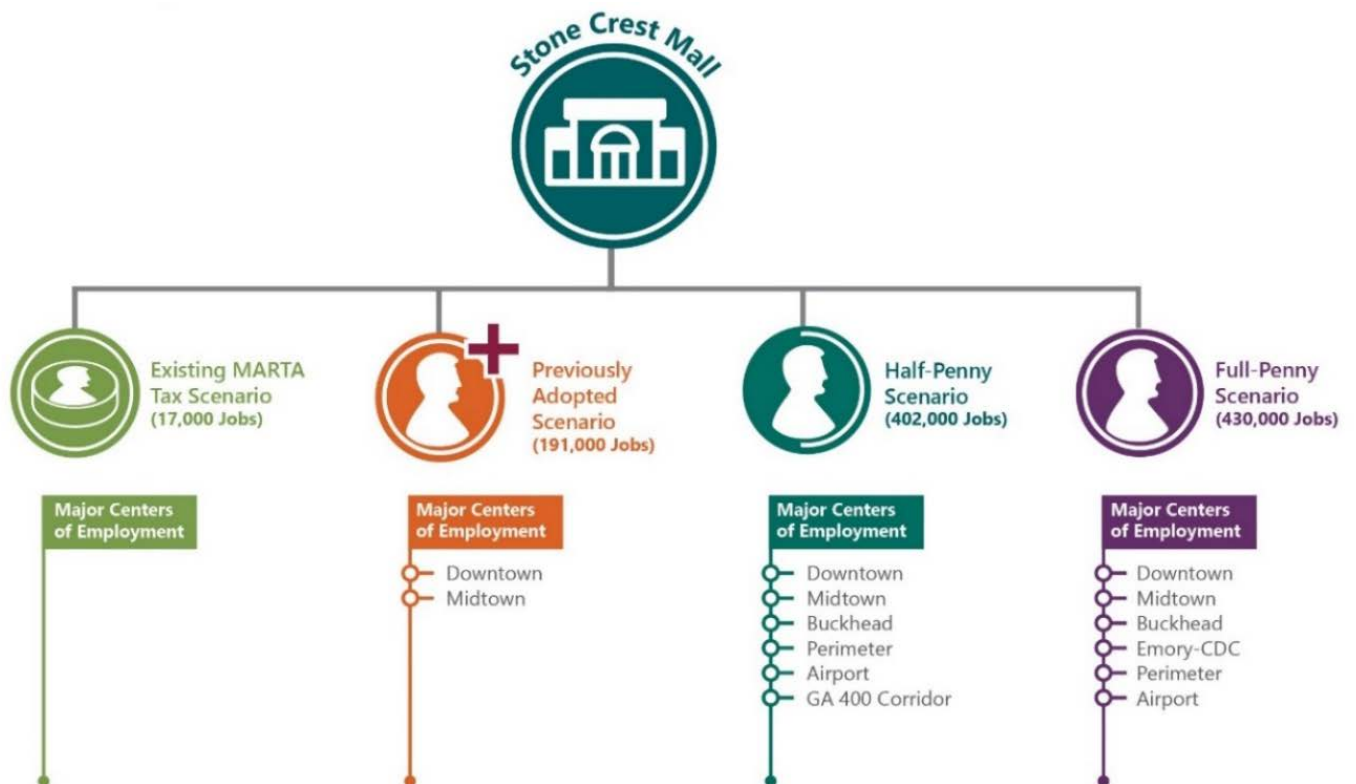 Stone Crest Mall
Existing MARTA
Tax Scenario
(17,000 Jobs)
Previously
Adopted
Scenario
(191,000 Jobs)
Half-Penny
Scenario
(402,000 Jobs)
Full-Penny
Scenario
(430,000 Jobs)
Major Centers
of Employment
Major Centers
of Employment
Downtown
Midtown
Major Centers
of Employment
Downtown
Midtown
Buckhead
Perimeter
Airport
GA 400 Corridor
Major Centers
of Employment
Downtown
Midtown
Buckhead
Emory-CDC
Perimeter
Airport